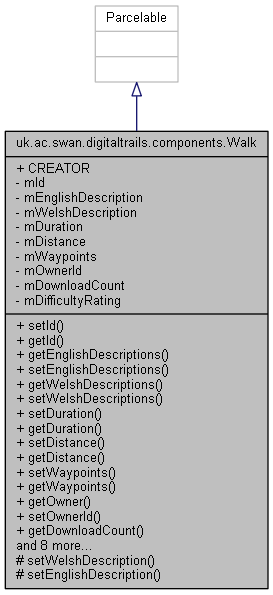 Parcelable
uk.ac.swan.digitaltrails.components.Walk
+ CREATOR
- mId
- mEnglishDescription
- mWelshDescription
- mDuration
- mDistance
- mWaypoints
- mOwnerId
- mDownloadCount
- mDifficultyRating
+ setId()
+ getId()
+ getEnglishDescriptions()
+ setEnglishDescriptions()
+ getWelshDescriptions()
+ setWelshDescriptions()
+ setDuration()
+ getDuration()
+ setDistance()
+ getDistance()
+ setWaypoints()
+ getWaypoints()
+ getOwner()
+ setOwnerId()
+ getDownloadCount()
and 8 more...
# setWelshDescription()
# setEnglishDescription()